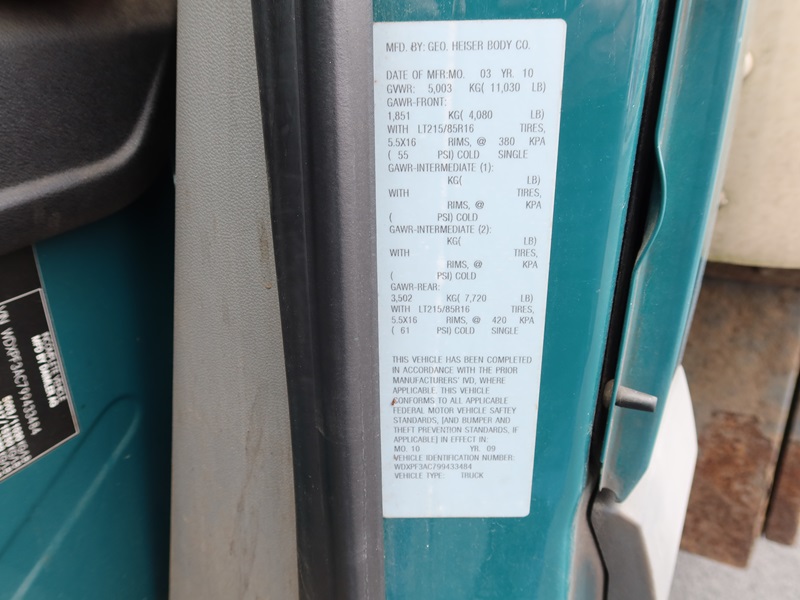 MFD. BY: GEO. HEISER BODY CO.
DATE OF MFR:MO. 03 YR. 10
GVWR: 5,003 KG( 11,030 LB)
GAWR-FRONT:
1,851 KG( 4,080 LB)
WITH LT215/85R16 TIRES,
5.5X16 RIMS, @ 380 KPA
( 55 PSI) COLD SINGLE
GAWR-INTERMEDIATE (1):
KG( LB)
WITH TIRES,
RIMS, @ KPA
( PSI) COLD
GAWR-INTERMEDIATE (2):
KG( LB)
WITH TIRES,
RIMS, @ KPA
( PSI) COLD
GAWR-REAR:
3,502 KG( 7,720 LB)
WITH LT215/85R16 TIRES,
5.5X16 RIMS, @ 420 KPA
( 61 PSI) COLD SINGLE
THIS VEHICLE HAS BEEN COMPLETED
IN ACCORDANCE WITH THE PRIOR
MANUFACTURERS' IVD, WHERE
APPLICABLE. THIS VEHICLE
CONFORMS TO ALL APPLICABLE
FEDERAL MOTOR VEHICLE SAFTEY
STANDARDS, [AND BUMPER AND
THEFT PREVENTION STANDARDS, IF
APPLICABLE] IN EFFECT IN:
MO. 10 YR. 09
VEHICLE IDENTIFICATION NUMBER:
WDXPF3AC799433484
VEHICLE TYPE: TRUCK
WDXPF3AC799433484